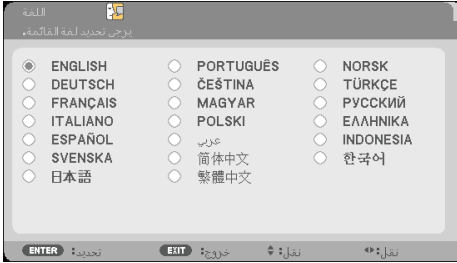 اللغة
يرجى تحديد لغة القائمة.
ENGLISH PORTUGUÊS NORSK
DEUTSCH ČEŠTINA TÜRKÇE
FRANÇAIS MAGYAR РУССКИЙ
ITALIANO POLSKI ΕΛΛΗΝΙΚΑ
ESPAÑOL عربي INDONESIA
SVENSKA 简体中文 한국어
日本語 繁體中文
ENTER تحديد: EXIT خروج: نقل: نقل: